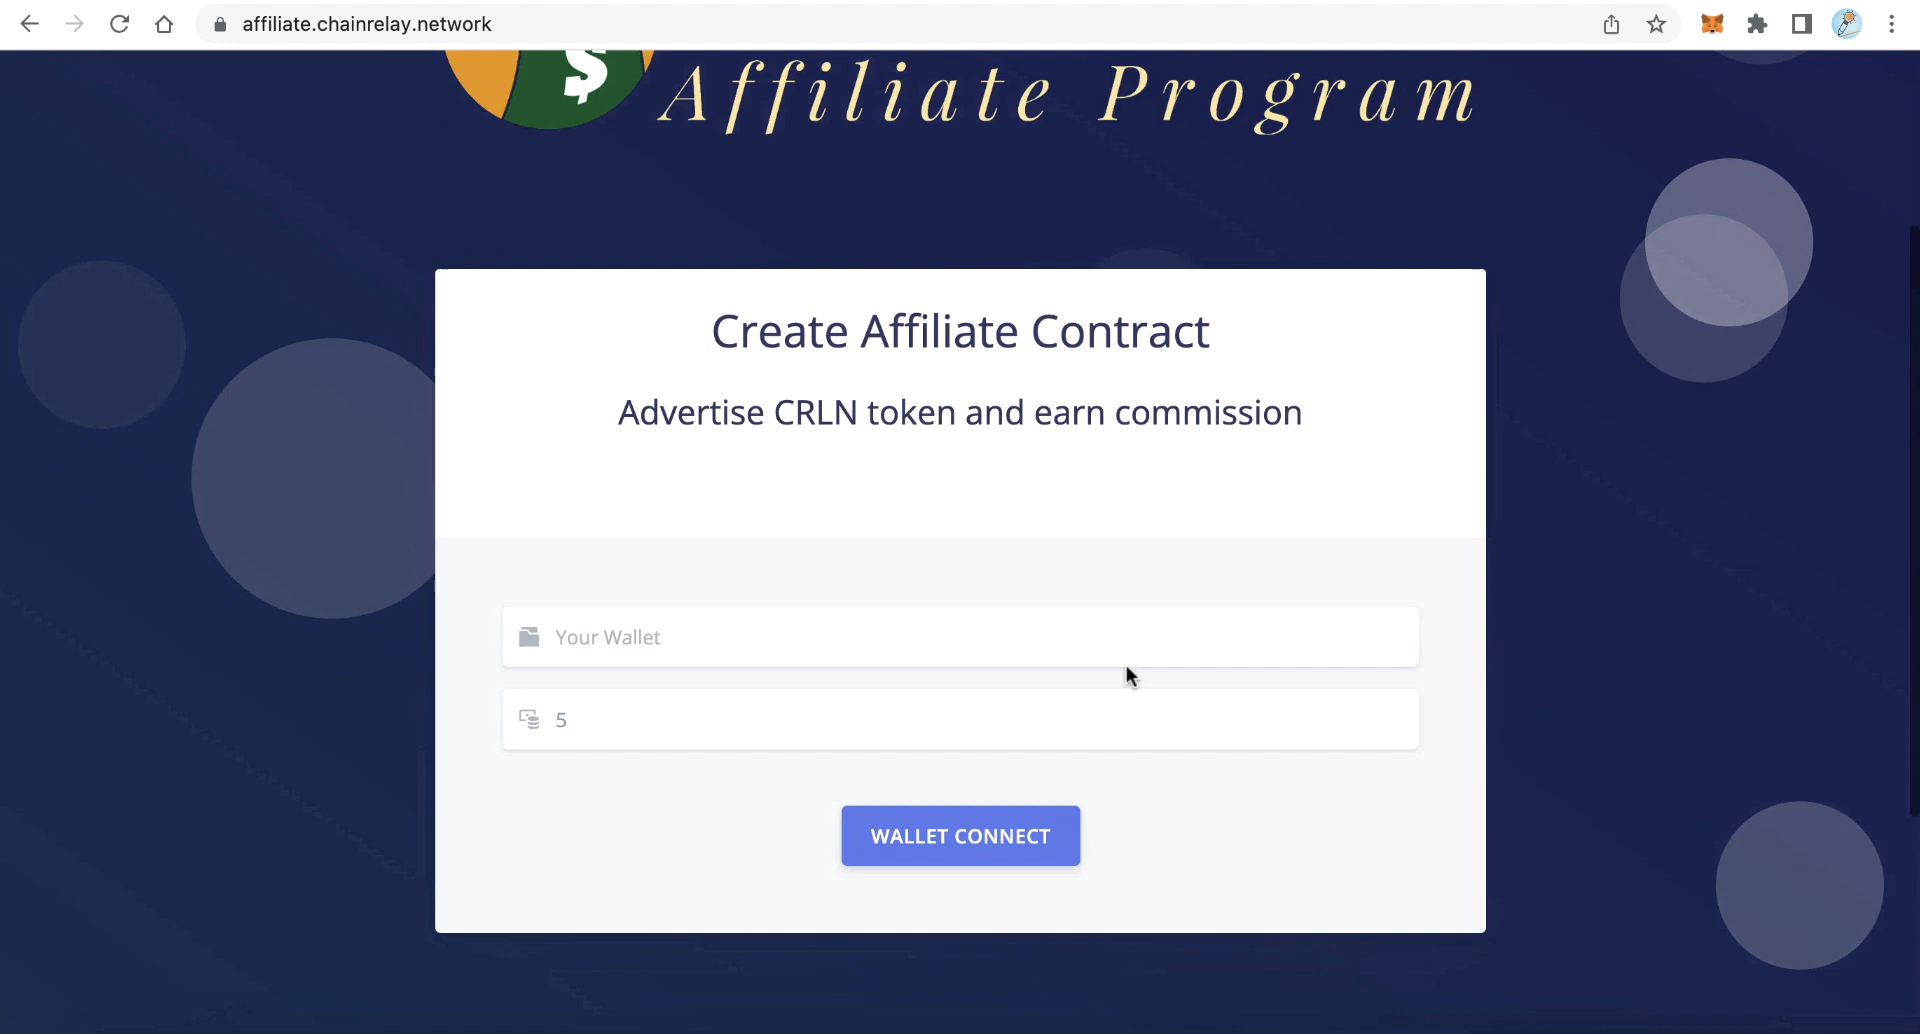 affiliate.chainrelay.network
$
Affiliate Program
Create Affiliate Contract
Advertise CRLN token and earn commission
Your Wallet
5
WALLET CONNECT